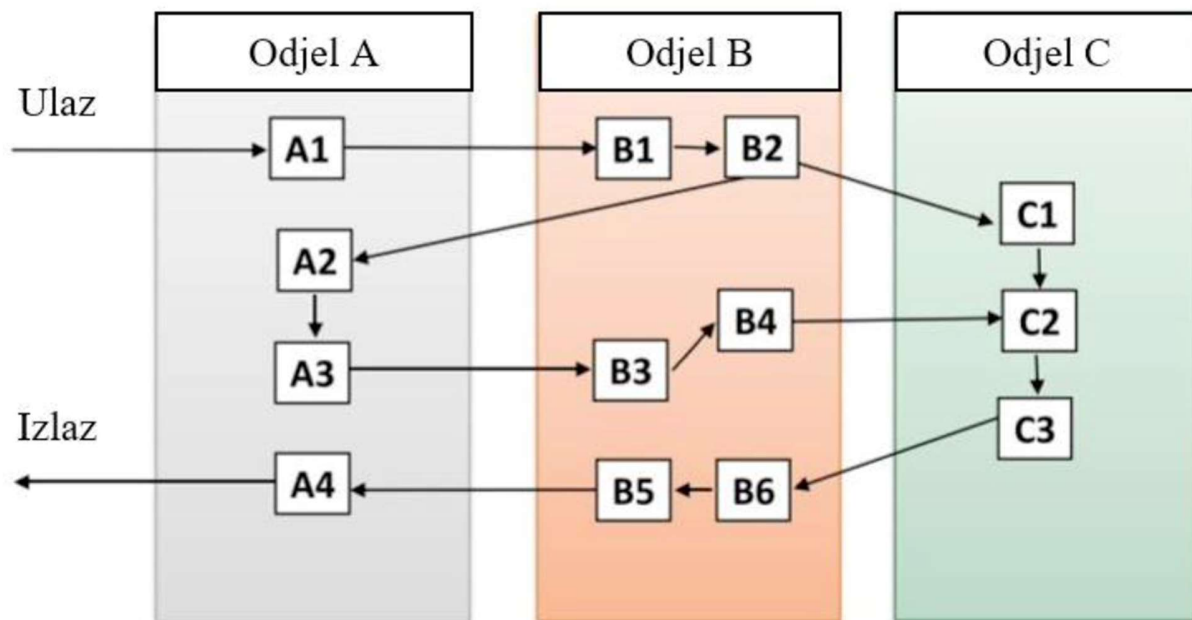 Odjel A
Odjel B
Odjel C
Ulaz
A1
B1
B2
C1
A2
B4
C2
A3
B3
Izlaz
C3
A4
B5
B6